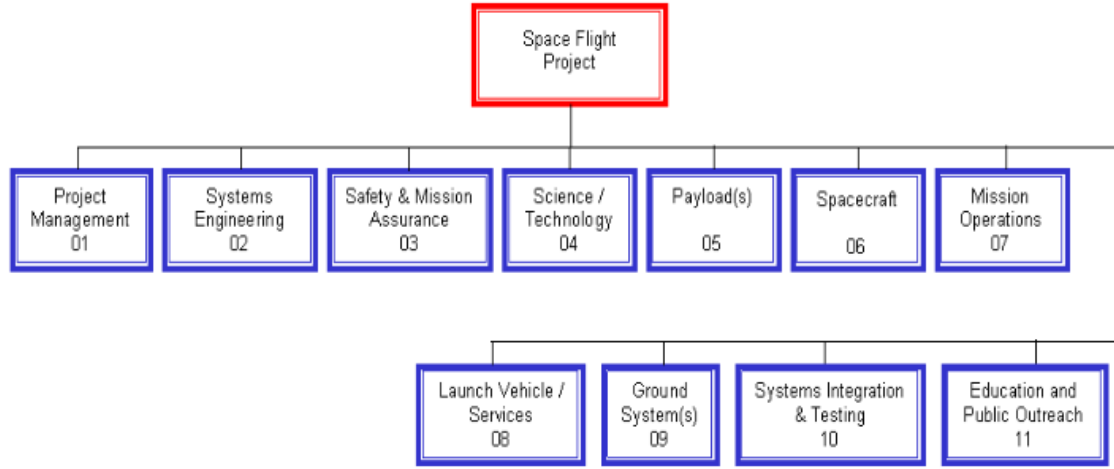 Space Flight
Project
Project
Management
01
Systems
Engineering
02
Safety & Mission
Assurance
03
Science /
Technology
04
Payload(s)
05
Spacecraft
06
Mission
Operations
07
Launch Vehicle /
Services
08
Ground
System(s)
09
Systems Integration
& Testing
10
Education and
Public Outreach
11